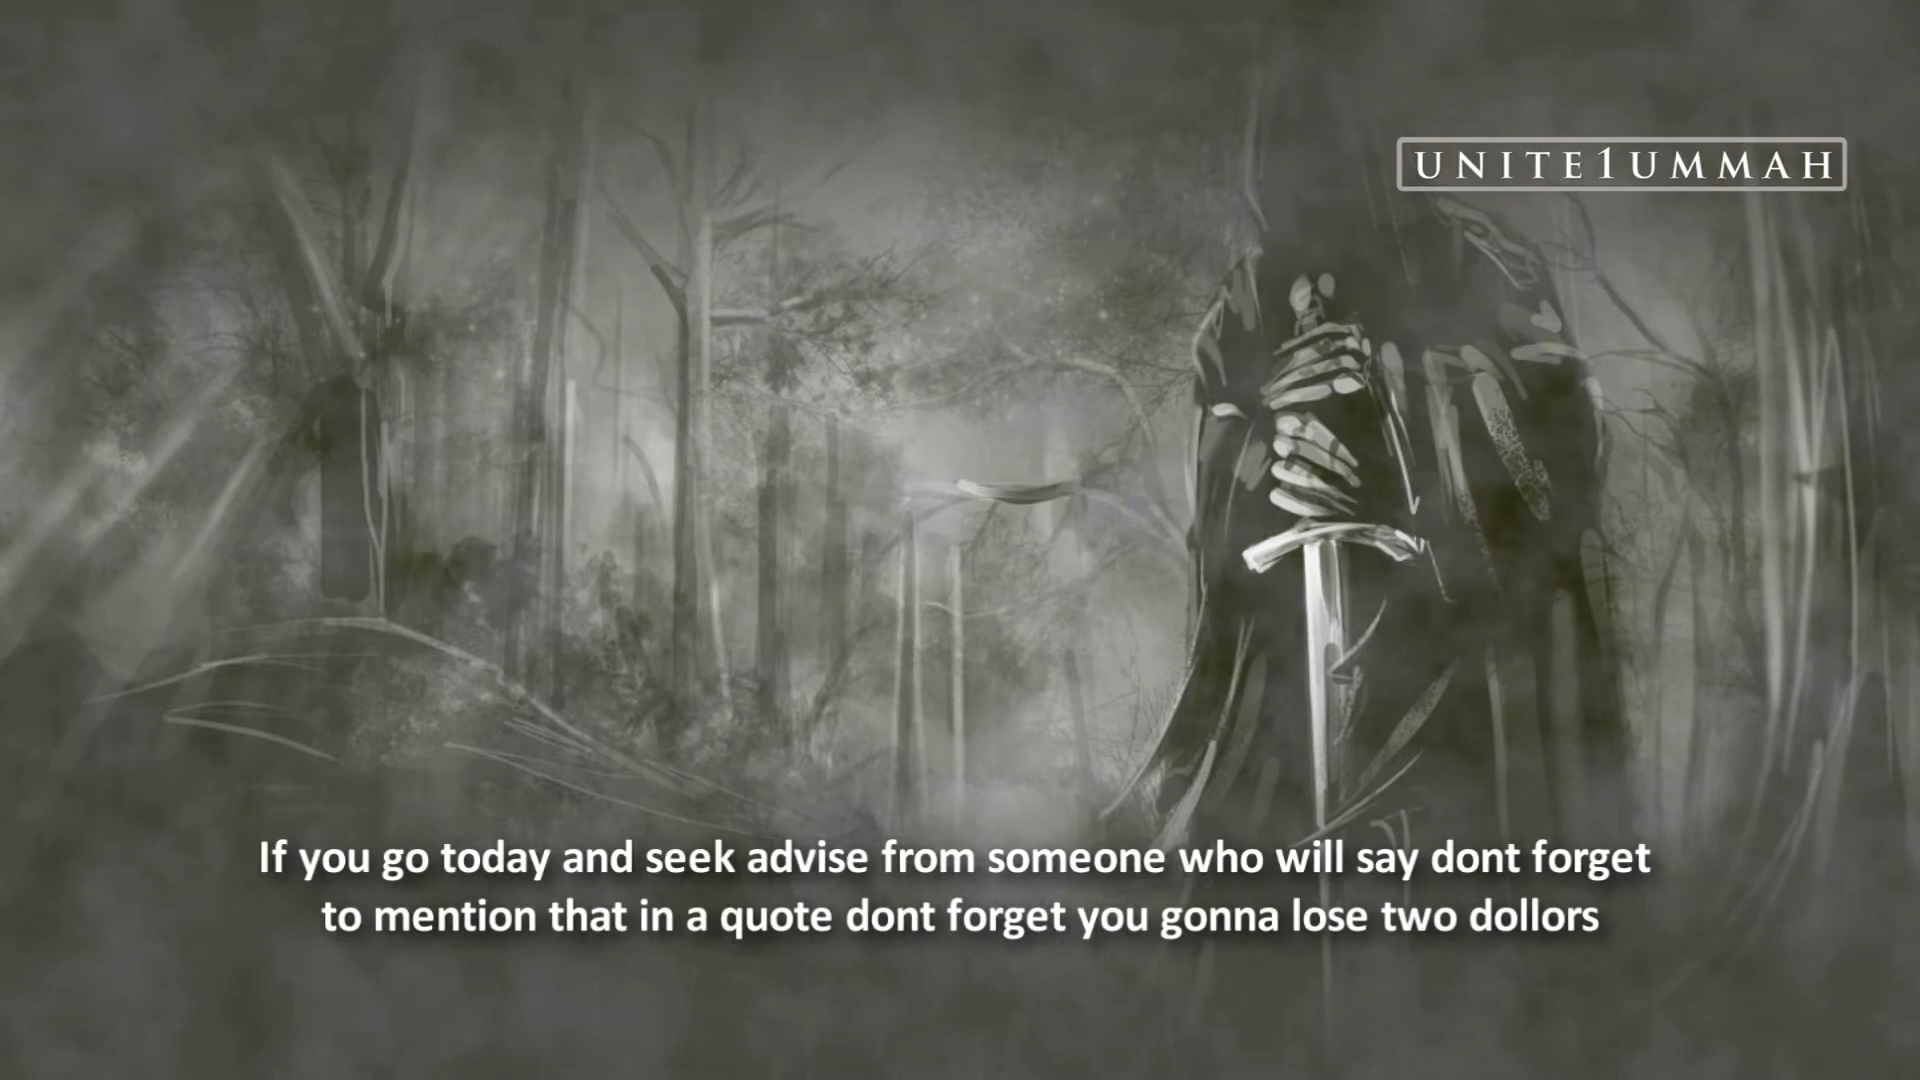 UNITE1UMMAH
If you go today and seek advise from someone who will say dont forget
to mention that in a quote dont forget you gonna lose two dollors